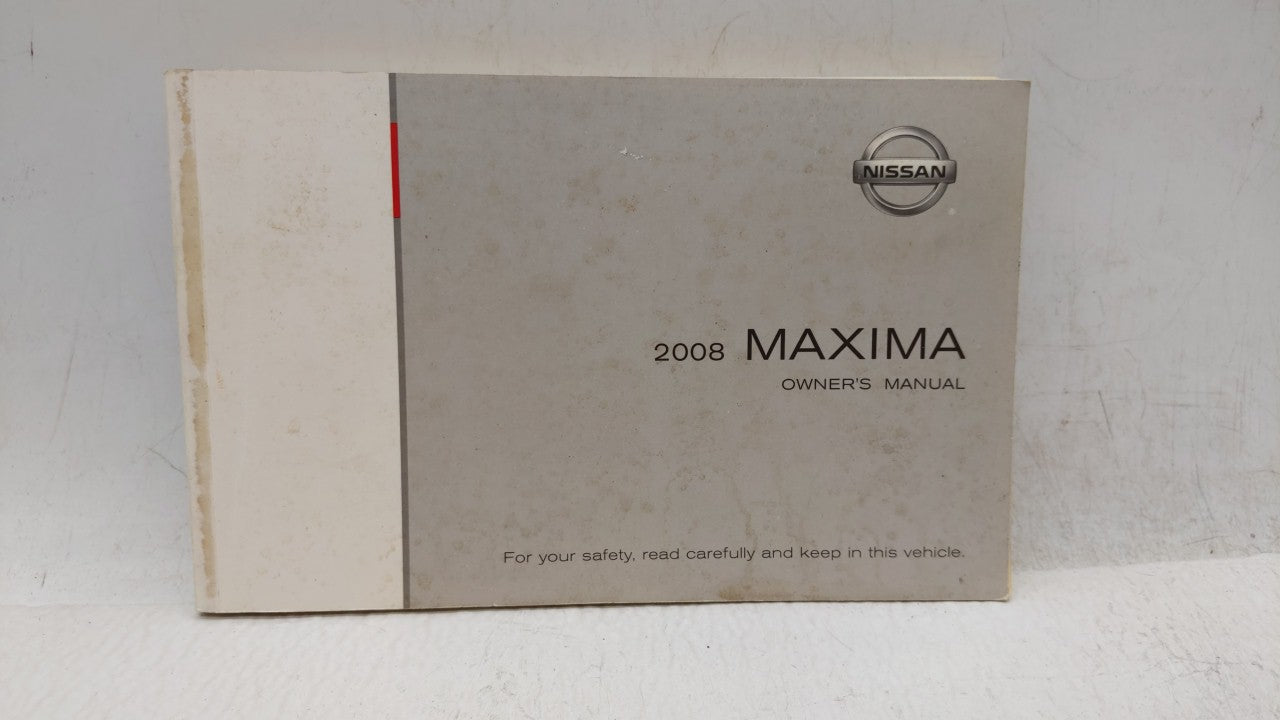 NISSAN
2008 MAXIMA
OWNER'S MANUAL
For your safety, read carefully and keep in this vehicle.